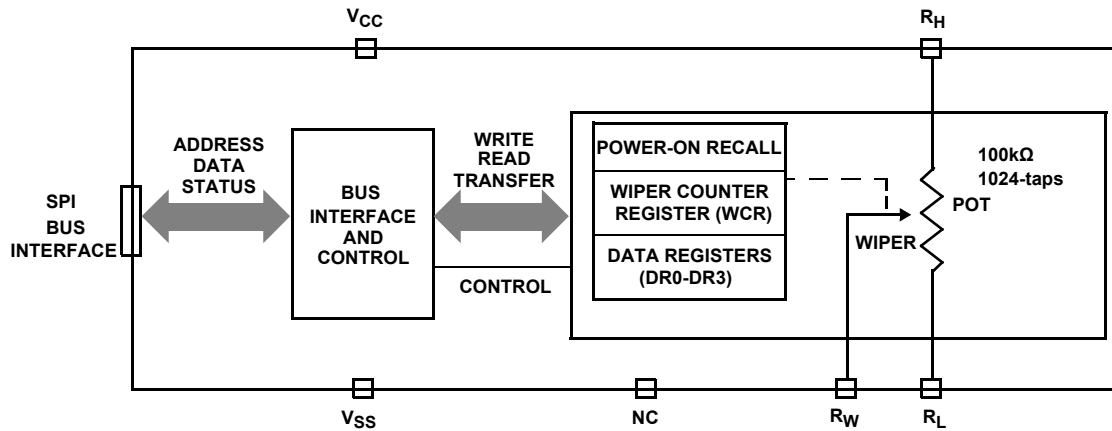 VCC
RH
ADDRESS
DATA
STATUS
SPI
BUS
INTERFACE
BUS
INTERFACE
AND
CONTROL
WRITE
READ
TRANSFER
CONTROL
POWER-ON RECALL
WIPER COUNTER
REGISTER (WCR)
DATA REGISTERS
(DR0-DR3)
100kΩ
1024-taps
POT
WIPER
VSS
NC
RW
RL